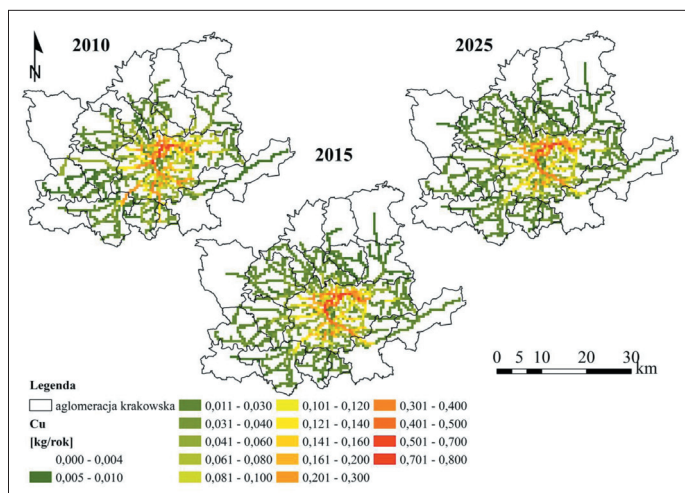 2010
2025
N
2015
0 5 10 20 30
km
Legenda
aglomeracja krakowska
Cu
[kg/rok]
0,000 - 0,004
0,005 - 0,010
0,011 - 0,030
0,031 - 0,040
0,041 - 0,060
0,061 - 0,080
0,081 - 0,100
0,101 - 0,120
0,121 - 0,140
0,141 - 0,160
0,161 - 0,200
0,201 - 0,300
0,301 - 0,400
0,401 - 0,500
0,501 - 0,700
0,701 - 0,800